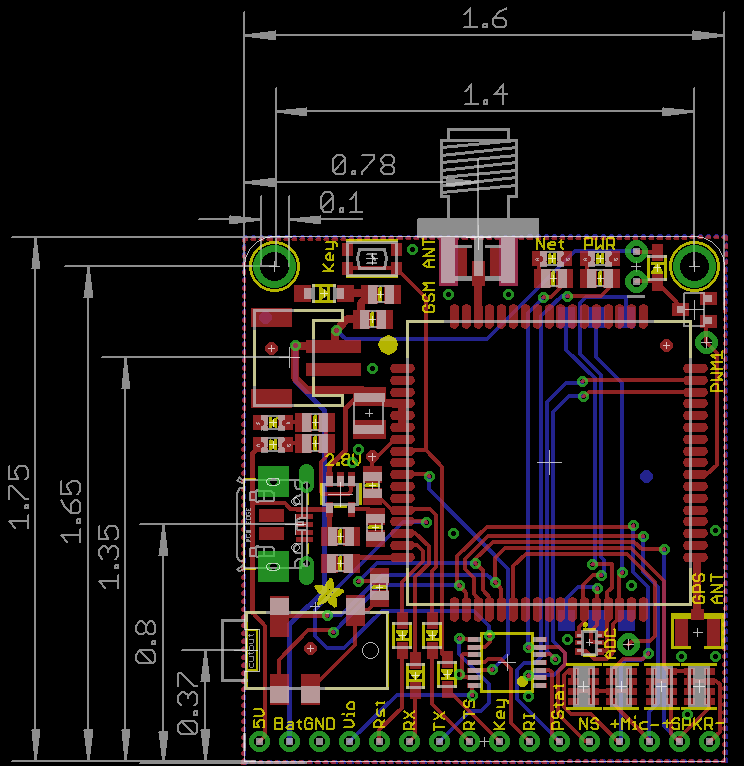 1.6
1.4
0.78
0.1
Key
GSM ANT
Net PWR
PWM1
2.8V
1.75
1.65
1.35
0.8
0.37
GPS
ANT
ADC
5V
Bat
GND
Vio
Rst
RX
TX
RTS
Key
RI
PStat
NS
+Mic-
+SPKR-